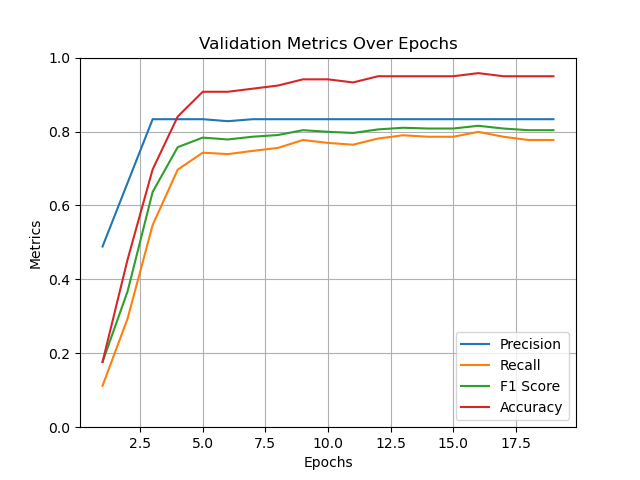 Validation Metrics Over Epochs
1.0
0.8
0.6
0.4
0.2
0.0
Metrics
Precision
Recall
F1 Score
Accuracy
2.5 5.0 7.5 10.0 12.5 15.0 17.5
Epochs